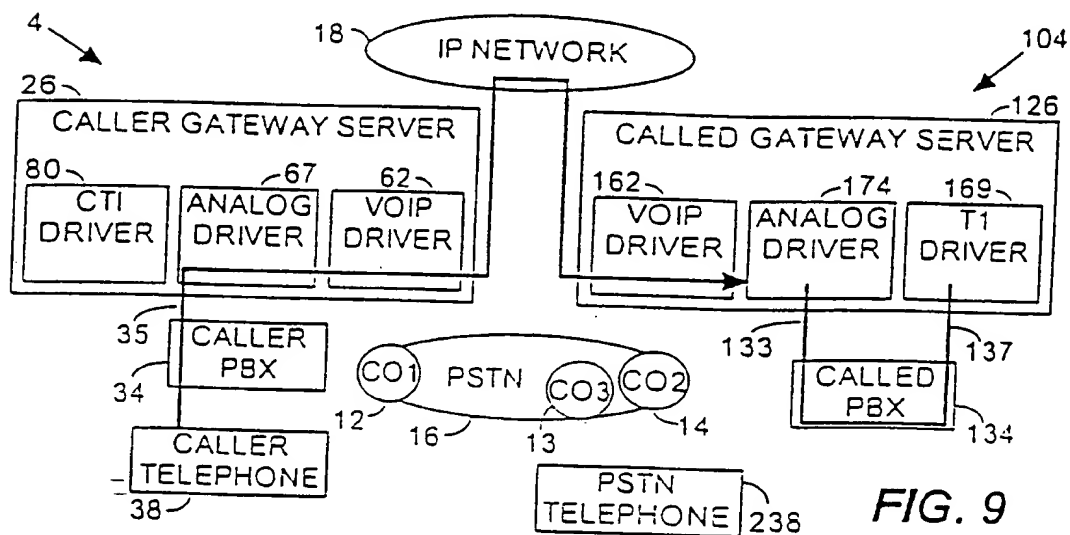 4
18
IP NETWORK
104
26
CALLER GATEWAY SERVER
126
CALLED GATEWAY SERVER
80
CTI
DRIVER
67
ANALOG
DRIVER
62
VOIP
DRIVER
162
VOIP
DRIVER
174
ANALOG
DRIVER
169
T1
DRIVER
35
34
CALLER
PBX
CO1
PSTN
CO3
CO2
12
16
13
14
133
137
CALLED
PBX
134
CALLER
TELEPHONE
38
PSTN
TELEPHONE
238
FIG. 9